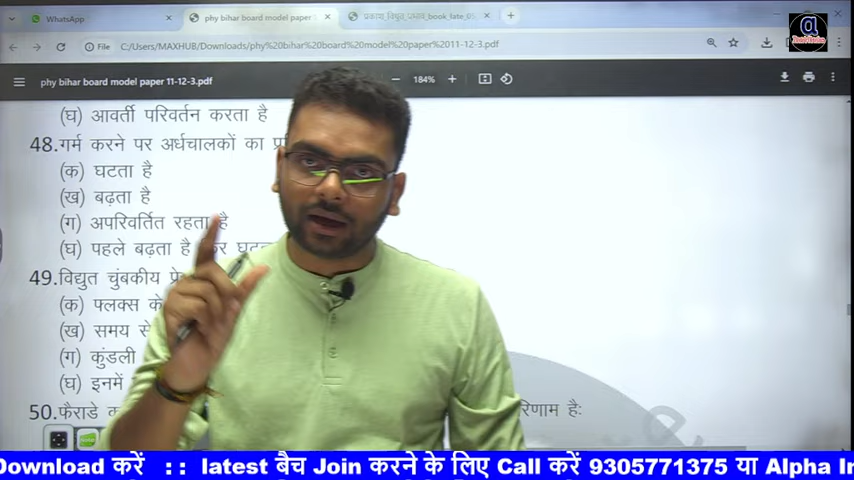 WhatsApp
phy bihar board model paper
प्रकाश_विधुत_प्रभाव_book_late_05
File C:/Users/MAXHUB/Downloads/phy%20bihar%20board%20model%20paper%2011-12-3.pdf
phy bihar board model paper 11-12-3.pdf
184%
(घ) आवर्ती परिवर्तन करता है
48.गर्म करने पर अर्धचालकों का
(क) घटता है
(ख) बढ़ता है
(ग) अपरिवर्तित रहता है
(घ) पहले बढ़ता है
49.विद्युत चुंबकीय
(क) फ्लक्स के
(ख) समय से
(ग) कुंडली
(घ) इनमें
50.फैराडे
Download करें :: latest बैच Join करने के लिए Call करें 9305771375 या Alpha In